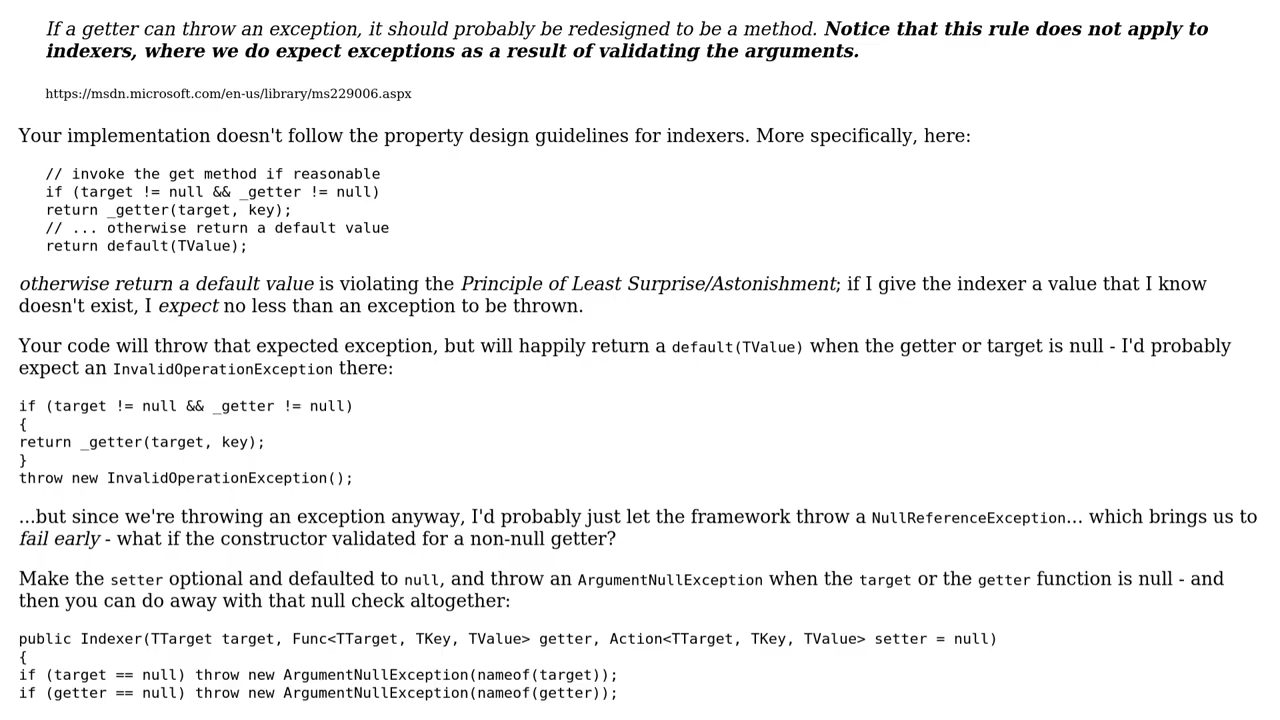 If a getter can throw an exception, it should probably be redesigned to be a method. Notice that this rule does not apply to
indexers, where we do expect exceptions as a result of validating the arguments.
https://msdn.microsoft.com/en-us/library/ms229006.aspx
Your implementation doesn't follow the property design guidelines for indexers. More specifically, here:
// invoke the get method if reasonable
if (target != null && _getter != null)
return _getter(target, key);
// ... otherwise return a default value
return default(TValue);
otherwise return a default value is violating the Principle of Least Surprise/Astonishment; if I give the indexer a value that I know
doesn't exist, I expect no less than an exception to be thrown.
Your code will throw that expected exception, but will happily return a default(TValue) when the getter or target is null - I'd probably
expect an InvalidOperationException there:
if (target != null && _getter != null)
{
return _getter(target, key);
}
throw new InvalidOperationException();
...but since we're throwing an exception anyway, I'd probably just let the framework throw a NullReferenceException... which brings us to
fail early - what if the constructor validated for a non-null getter?
Make the setter optional and defaulted to null, and throw an ArgumentNullException when the target or the getter function is null - and
then you can do away with that null check altogether:
public Indexer(TTarget target, Func<TTarget, TKey, TValue> getter, Action<TTarget, TKey, TValue> setter = null)
{
if (target == null) throw new ArgumentNullException(nameof(target));
if (getter == null) throw new ArgumentNullException(nameof(getter));